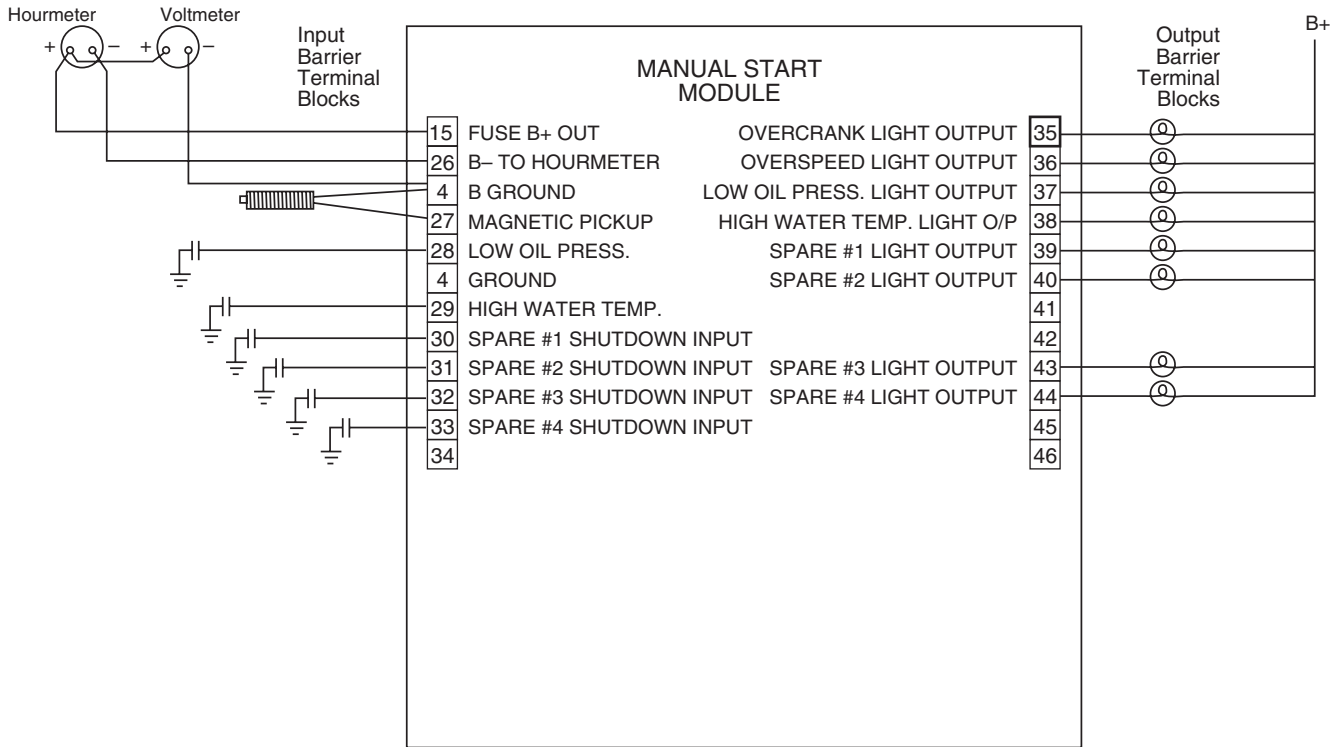 Hourmeter
Voltmeter
+ – + –
Input
Barrier
Terminal
Blocks
MANUAL START
MODULE
Output
Barrier
Terminal
Blocks
B+
15 FUSE B+ OUT
26 B– TO HOURMETER
4 B GROUND
27 MAGNETIC PICKUP
28 LOW OIL PRESS.
4 GROUND
29 HIGH WATER TEMP.
30 SPARE #1 SHUTDOWN INPUT
31 SPARE #2 SHUTDOWN INPUT
32 SPARE #3 SHUTDOWN INPUT
33 SPARE #4 SHUTDOWN INPUT
34
OVERCRANK LIGHT OUTPUT 35
OVERSPEED LIGHT OUTPUT 36
LOW OIL PRESS. LIGHT OUTPUT 37
HIGH WATER TEMP. LIGHT O/P 38
SPARE #1 LIGHT OUTPUT 39
SPARE #2 LIGHT OUTPUT 40
41
42
SPARE #3 LIGHT OUTPUT 43
SPARE #4 LIGHT OUTPUT 44
45
46